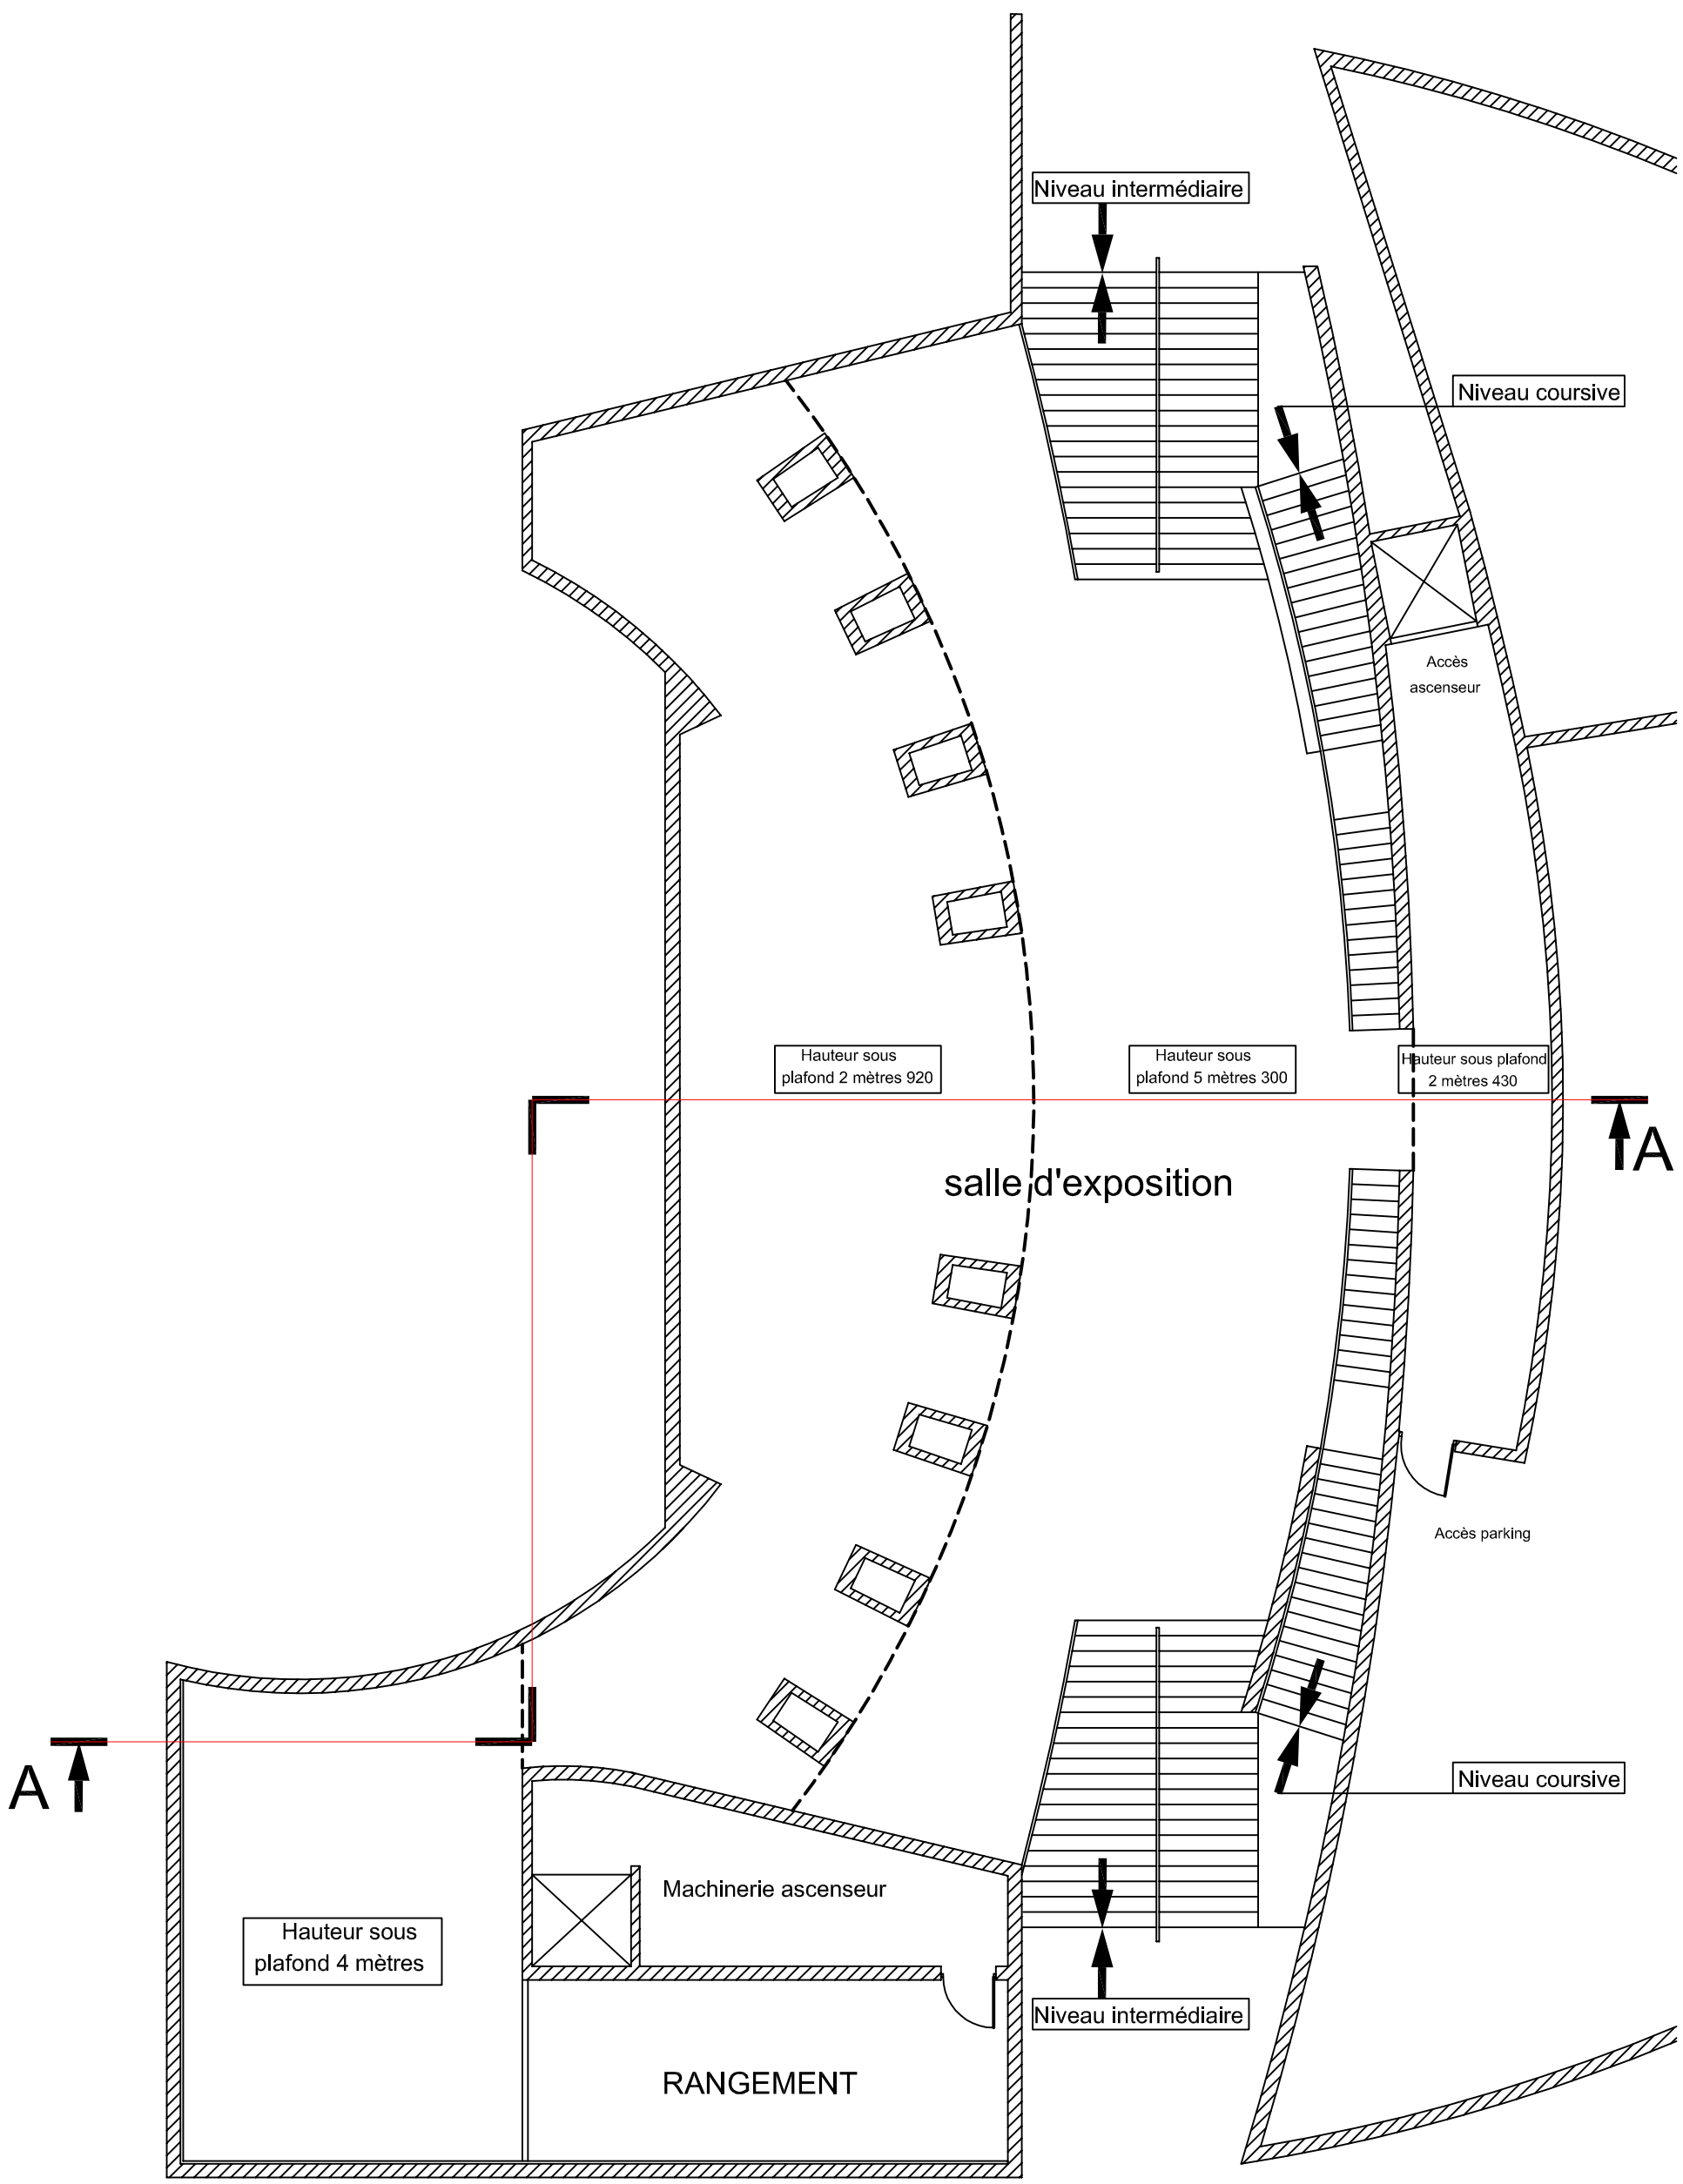 Niveau intermédiaire
Niveau coursive
Accès
ascenseur
Hauteur sous
plafond 2 mètres 920
Hauteur sous
plafond 5 mètres 300
Hauteur sous plafond
2 mètres 430
A
salle d'exposition
Accès parking
A
Niveau coursive
Machinerie ascenseur
Hauteur sous
plafond 4 mètres
Niveau intermédiaire
RANGEMENT